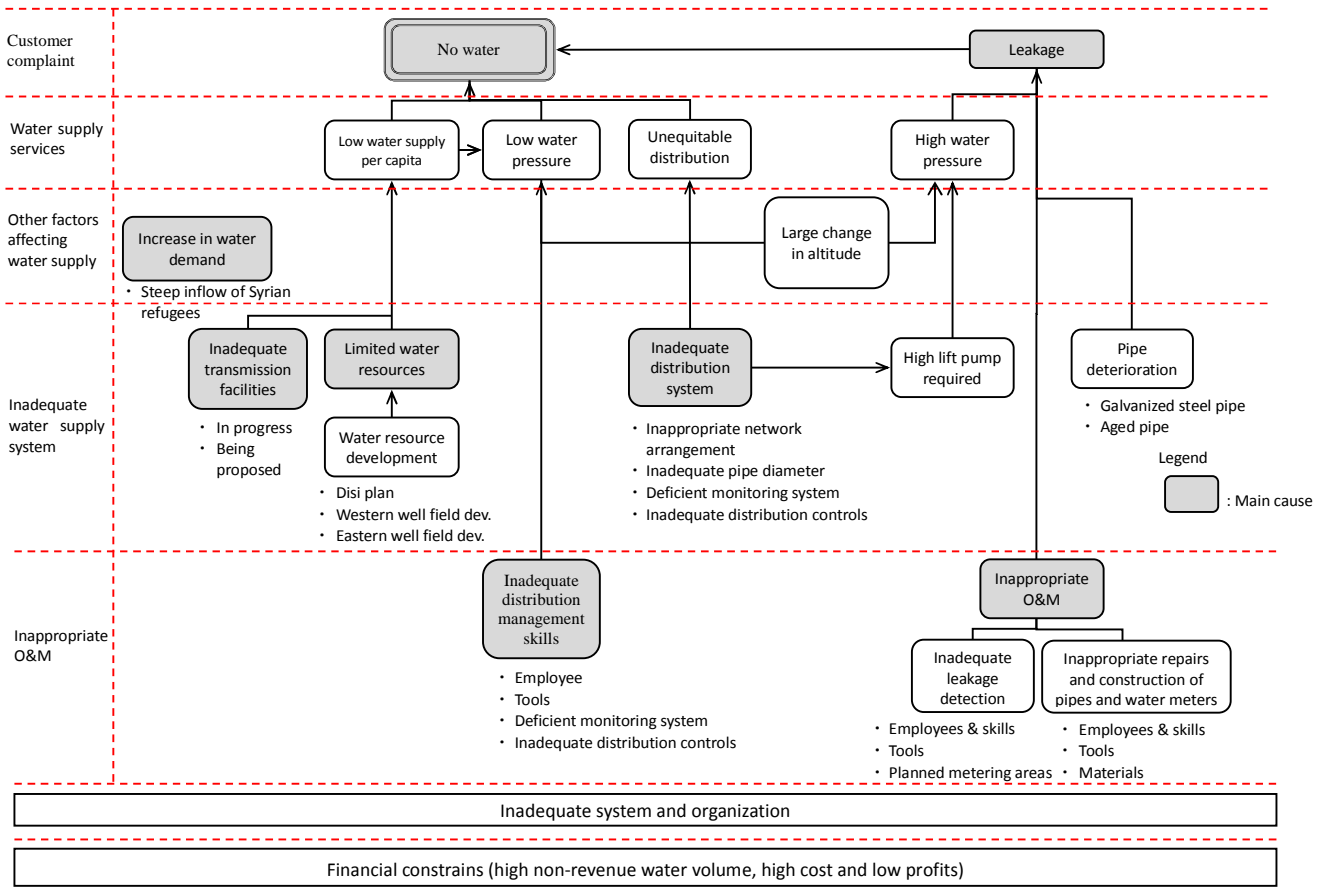 Customer
complaint
No water
Leakage
Water supply
services
Low water supply
per capita
Low water
pressure
Unequitable
distribution
High water
pressure
Other factors
affecting
water supply
Increase in water
demand
・ Steep inflow of Syrian
refugees
Large change
in altitude
Inadequate
water supply
system
Inadequate
transmission
facilities
・ In progress
・ Being
proposed
Limited water
resources
Water resource
development
・ Disi plan
・ Western well field dev.
・ Eastern well field dev.
Inadequate
distribution
system
・ Inappropriate network
arrangement
・ Inadequate pipe diameter
・ Deficient monitoring system
・ Inadequate distribution controls
High lift pump
required
Pipe
deterioration
・ Galvanized steel pipe
・ Aged pipe
Legend
: Main cause
Inappropriate
O&M
Inadequate
distribution
management
skills
・ Employee
・ Tools
・ Deficient monitoring system
・ Inadequate distribution controls
Inappropriate
O&M
Inadequate
leakage
detection
・ Employees & skills
・ Tools
・ Planned metering areas
Inappropriate repairs
and construction of
pipes and water meters
・ Employees & skills
・ Tools
・ Materials
Inadequate system and organization
Financial constrains (high non-revenue water volume, high cost and low profits)